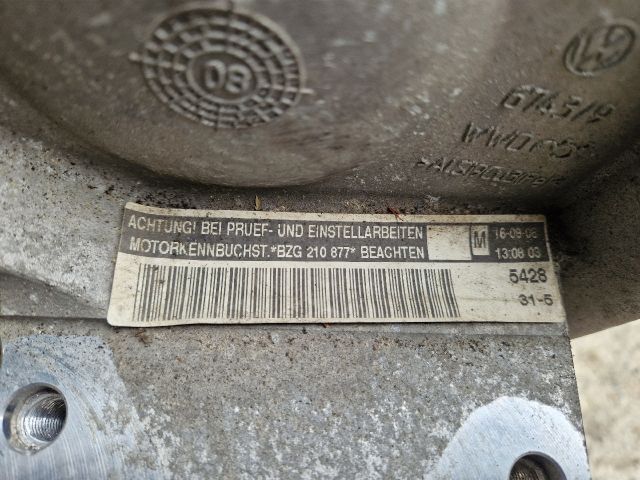 08
ACHTUNG! BEI PRUEF- UND EINSTELLARBEITEN
MOTORKENNBUCHST.*BZG 210 877* BEACHTEN
M
16-09-08
13:08 03
5428
31-5